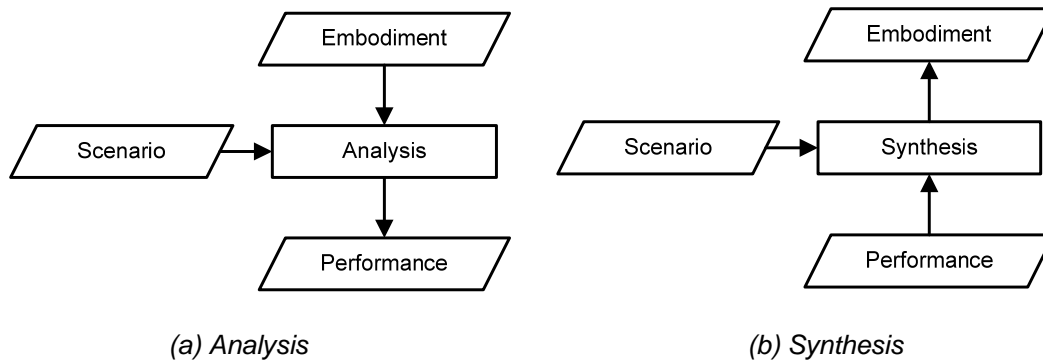 Embodiment
Scenario
Analysis
Performance
(a) Analysis
Embodiment
Scenario
Synthesis
Performance
(b) Synthesis